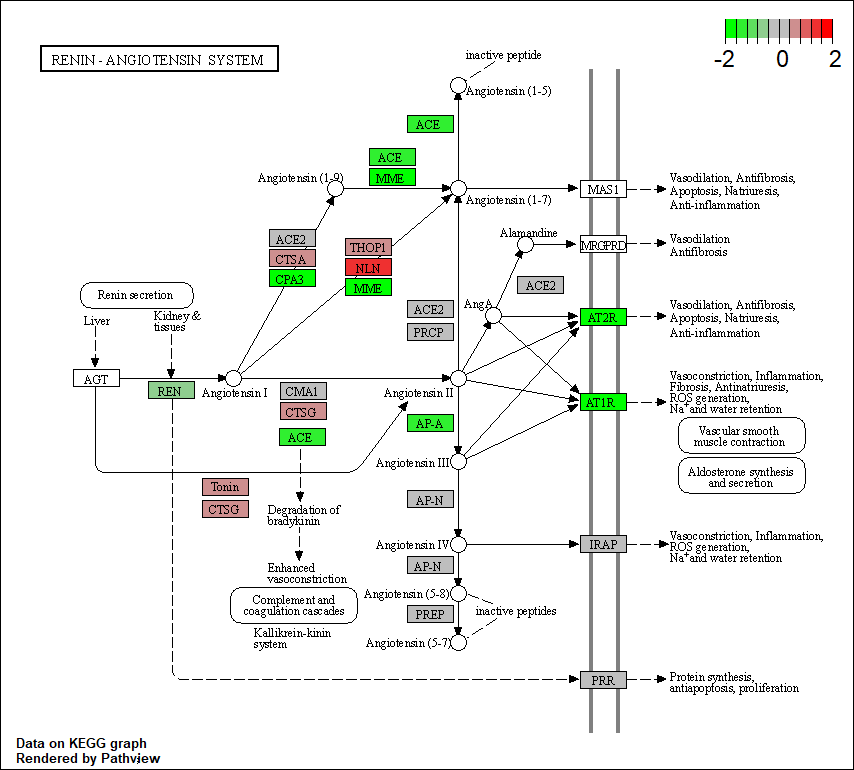 RENIN - ANGIOTENSIN SYSTEM
-2 0 2
inactive peptide
Angiotensin (1-5)
ACE
ACE
MME
Angiotensin (1-9)
Angiotensin (1-7)
MAS1
Vasodilation, Antifibrosis,
Apoptosis, Natriuresis,
Anti-inflammation
ACE2
CTSA
CPA3
THOP1
NLN
MME
Alamandine
MRGPRD
Vasodilation
Antifibrosis
ACE2
Renin secretion
Liver
Kidney &
tissues
ACE2
PRCP
AngA
AT2R
Vasodilation, Antifibrosis,
Apoptosis, Natriuresis,
Anti-inflammation
AGT
REN
Angiotensin I
CMA1
CTSG
ACE
Angiotensin II
AP-A
AT1R
Vasoconstriction, Inflammation,
Fibrosis, Antinatriuresis,
ROS generation,
Na+ and water retention
Vascular smooth
muscle contraction
Aldosterone synthesis
and secretion
Angiotensin III
Tonin
CTSG
AP-N
Degradation of
bradykinin
Angiotensin IV
IRAP
Vasoconstriction, Inflammation,
ROS generation,
Na+ and water retention
Enhanced
vasoconstriction
AP-N
Complement and
coagulation cascades
Angiotensin (5-8)
PREP
inactive peptides
Kallikrein-kinin
system
Angiotensin (5-7)
PRR
Protein synthesis,
antiapoptosis, proliferation
Data on KEGG graph
Rendered by Pathview